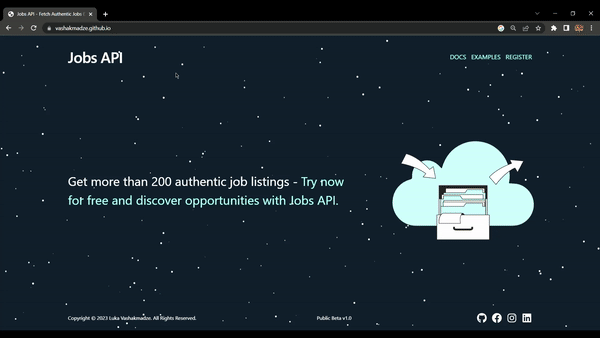 Jobs API - Fetch Authentic Jobs
vashakmadze.github.io
Jobs API
DOCS EXAMPLES REGISTER
Get more than 200 authentic job listings - Try now
for free and discover opportunities with Jobs API.
Copyright © 2023 Luka Vashakmadze. All Rights Reserved.
Public Beta v1.0